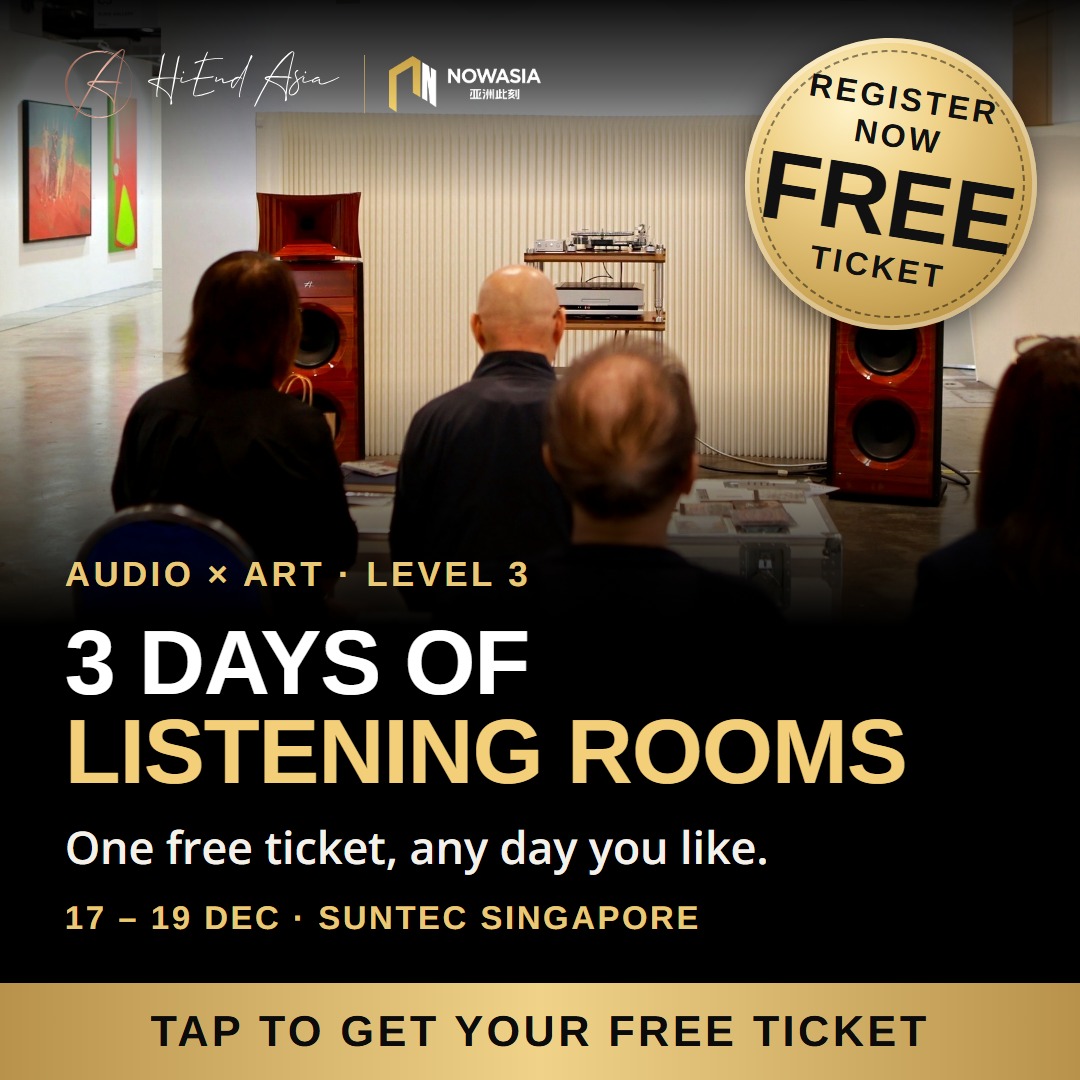 HiEnd Asia
NOWASIA
亚洲此刻
REGISTER
NOW
FREE
TICKET
AUDIO × ART · LEVEL 3
3 DAYS OF
LISTENING ROOMS
One free ticket, any day you like.
17 – 19 DEC · SUNTEC SINGAPORE
TAP TO GET YOUR FREE TICKET